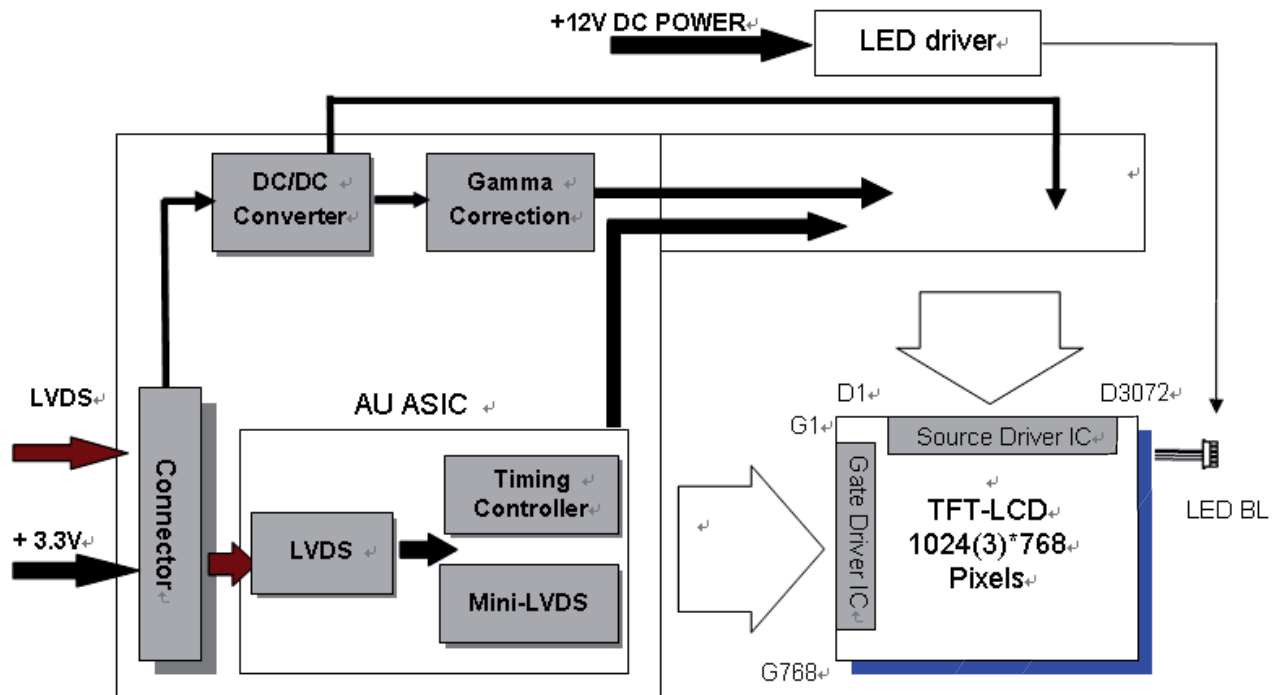 +12V DC POWER↵
LED driver↵
DC/DC ↵
Converter↵
Gamma ↵
Correction↵
↵
LVDS↵
AU ASIC ↵
D1↵
D3072↵
G1↵
Source Driver IC↵
Connector↵
Timing ↵
Controller↵
Gate Driver IC↵
↵
TFT-LCD ↵
1024(3)*768↵
Pixels↵
LED BL
+ 3.3V↵
LVDS ↵
↵
Mini-LVDS
G768↵